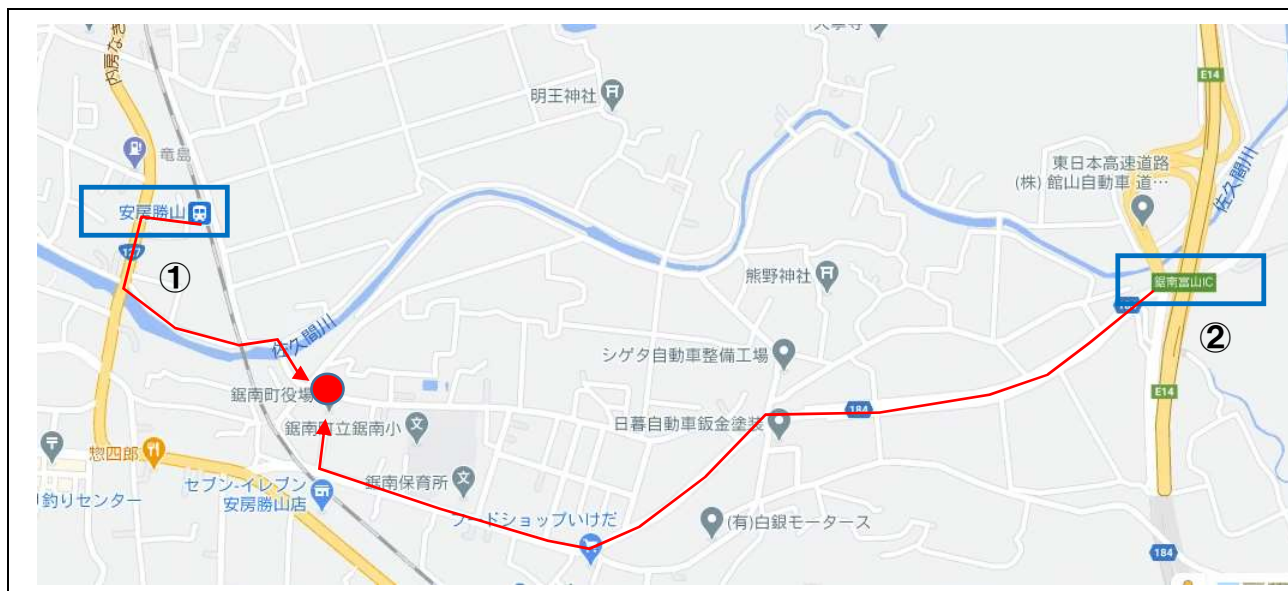 内房なぎ
明王神社
E14
竜島
東日本高速道路
(株) 館山自動車 道…
佐久間川
安房勝山
127
①
熊野神社
鋸南富山IC
②
佐久間川
シゲタ自動車整備工場
鋸南町役場
184
E14
鋸南町立鋸南小
日暮自動車鈑金塗装
惣四郎
鋸南保育所
セブン-イレブン
安房勝山店
り釣りセンター
フードショップいけだ
(有)白銀モータース
184